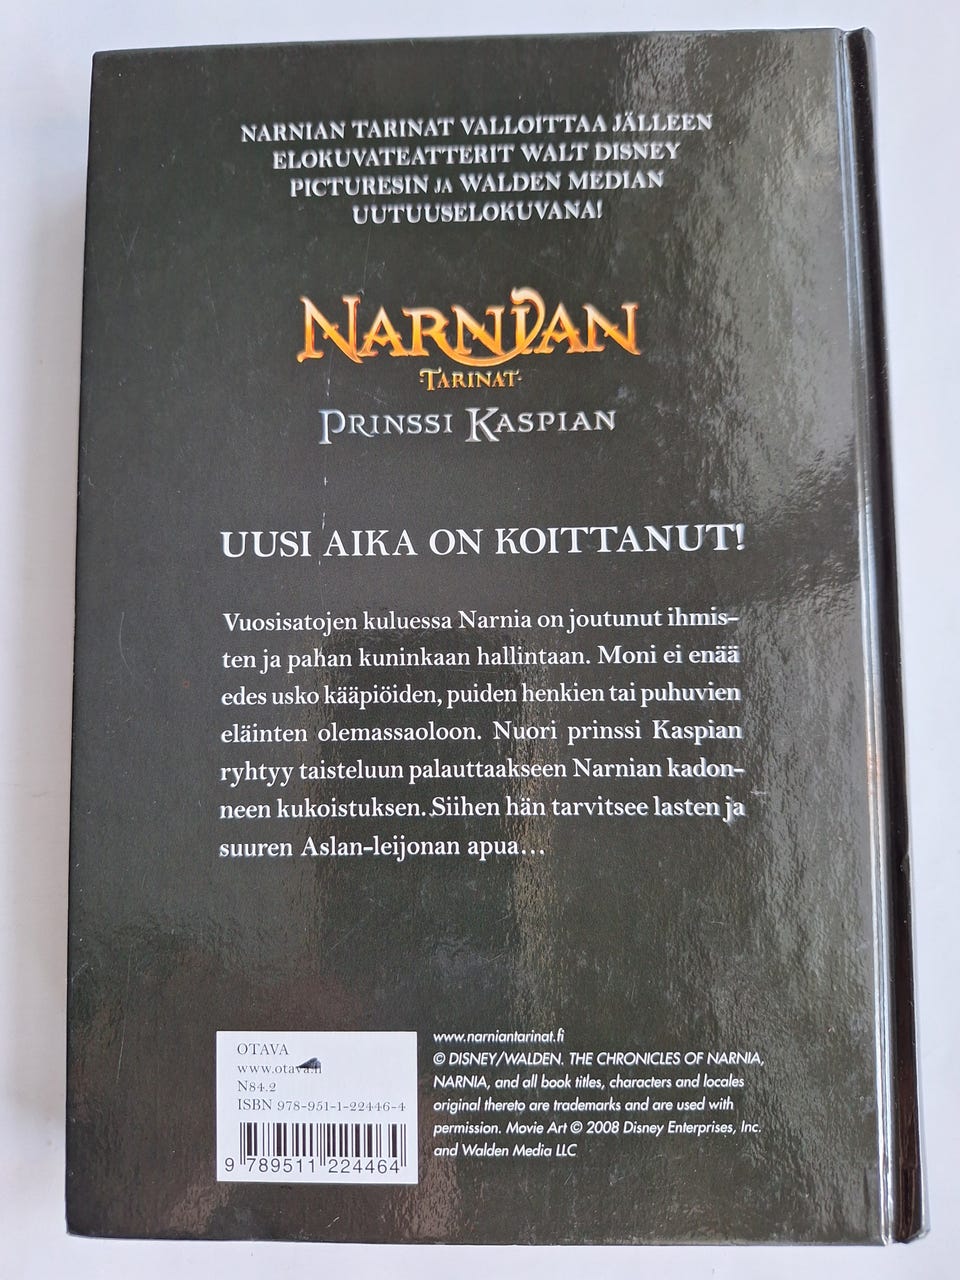 NARNIAN TARINAT VALLOITTAA JÄLLEEN
ELOKUVATEATTERIT WALT DISNEY
PICTURESIN JA WALDEN MEDIAN
UUTUUSELOKUVANA!
NARNIAN
·TARINAT·
PRINSSI KASPIAN
UUSI AIKA ON KOITTANUT!
Vuosisatojen kuluessa Narnia on joutunut ihmis-
ten ja pahan kuninkaan hallintaan. Moni ei enää
edes usko kääpiöiden, puiden henkien tai puhuvien
eläinten olemassaoloon. Nuori prinssi Kaspian
ryhtyy taisteluun palauttaakseen Narnian kadon-
neen kukoistuksen. Siihen hän tarvitsee lasten ja
suuren Aslan-leijonan apua...
OTAVA
www.otava.fi
N84.2
ISBN 978-951-1-22446-4
9 789511 224464
www.narniantarinat.fi
© DISNEY/WALDEN. THE CHRONICLES OF NARNIA,
NARNIA, and all book titles, characters and locales
original thereto are trademarks and are used with
permission. Movie Art © 2008 Disney Enterprises, Inc.
and Walden Media LLC